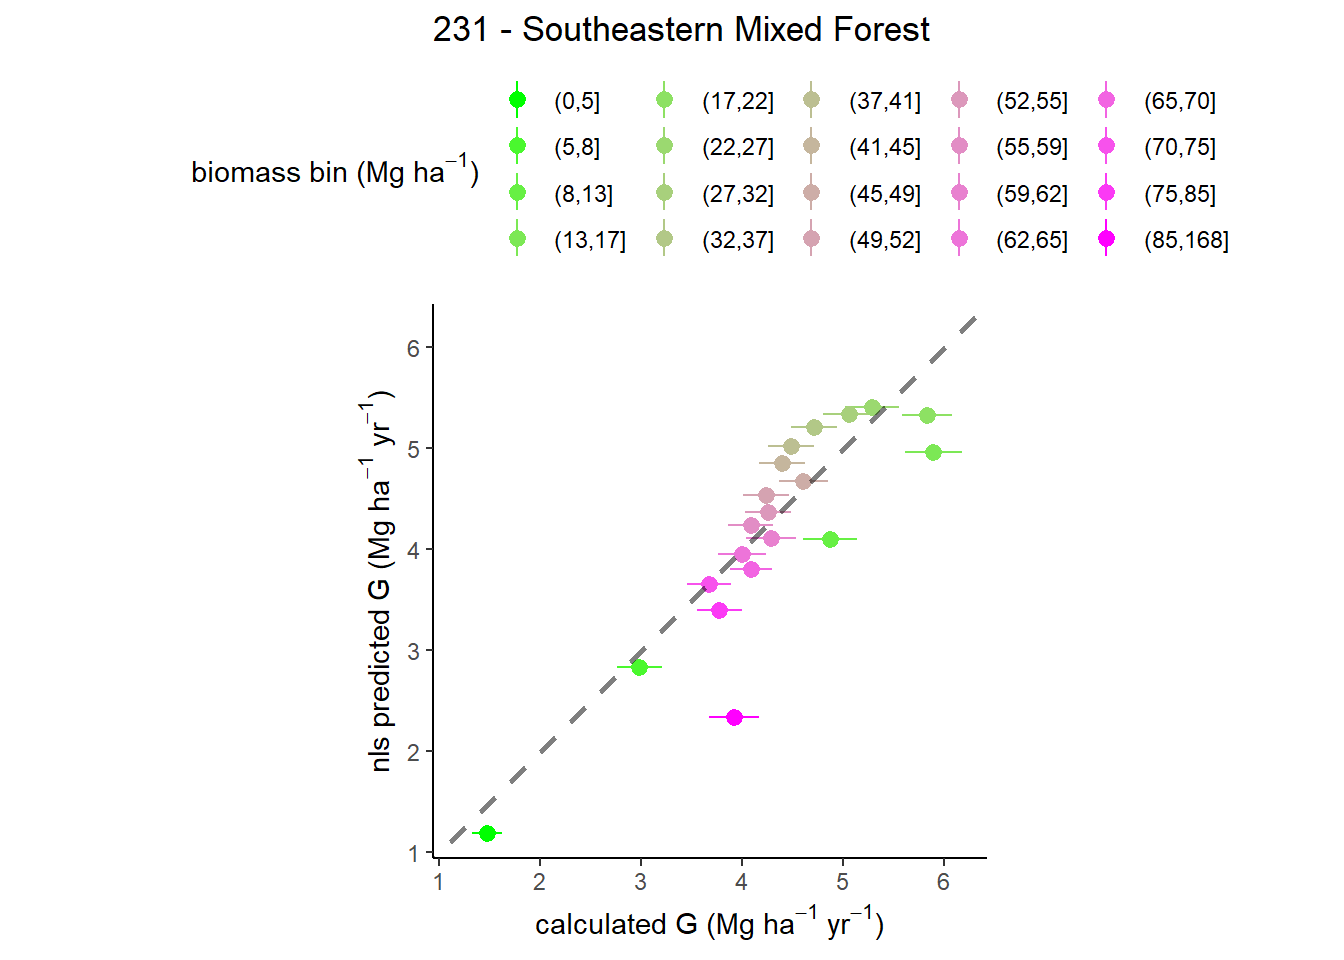 231 - Southeastern Mixed Forest
biomass bin (Mg ha⁻¹)
(0,5] (17,22] (37,41] (52,55] (65,70]
(5,8] (22,27] (41,45] (55,59] (70,75]
(8,13] (27,32] (45,49] (59,62] (75,85]
(13,17] (32,37] (49,52] (62,65] (85,168]
nls predicted G (Mg ha⁻¹ yr⁻¹)
6
5
4
3
2
1
1 2 3 4 5 6
calculated G (Mg ha⁻¹ yr⁻¹)